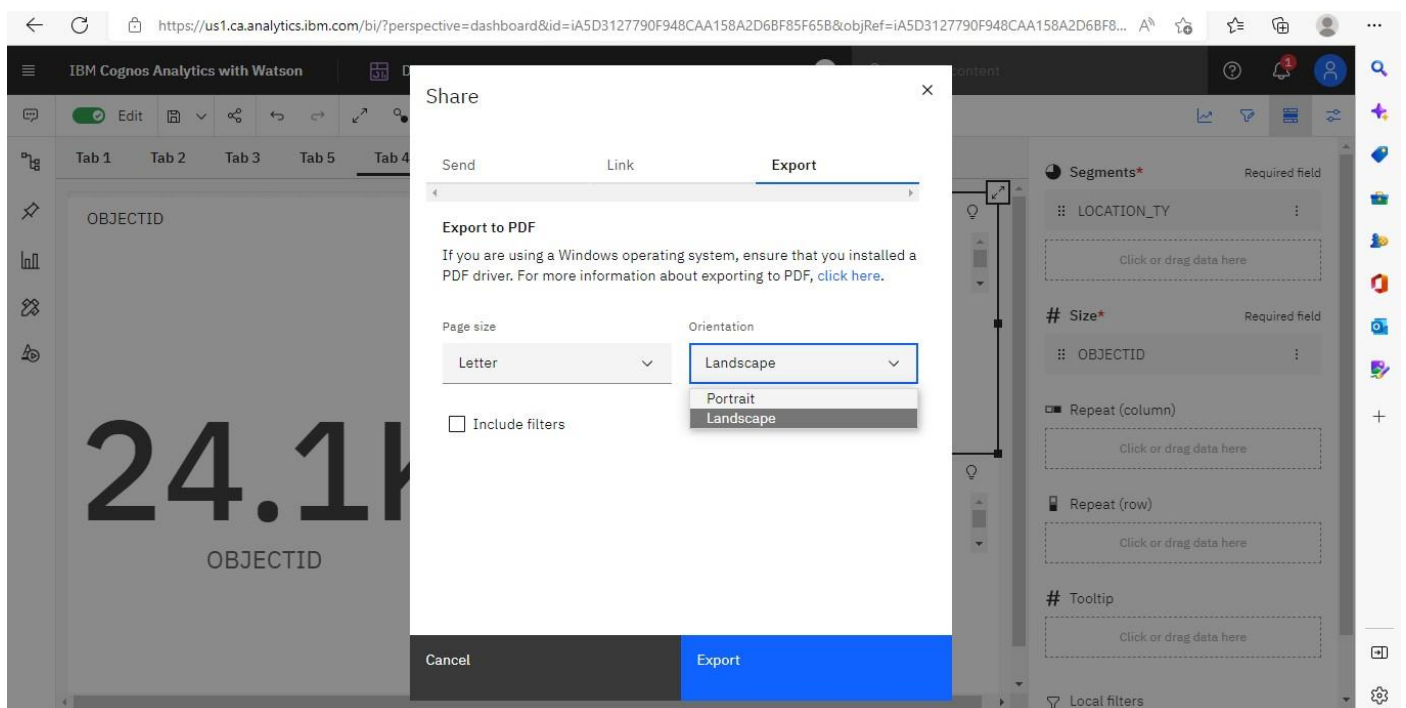 https://us1.ca.analytics.ibm.com/bi/?perspective=dashboard&id=iA5D3127790F948CAA158A2D6BF85F65B&objRef=iA5D3127790F948CAA158A2D6BF8...
IBM Cognos Analytics with Watson
content
1
Edit
Tab 1 Tab 2 Tab 3 Tab 5 Tab 4
OBJECTID
24.1K
OBJECTID
Share
Send Link Export
Export to PDF
If you are using a Windows operating system, ensure that you installed a
PDF driver. For more information about exporting to PDF, click here.
Page size Orientation
Letter Landscape
Portrait
Landscape
Include filters
Cancel Export
Segments* Required field
LOCATION_TY
Click or drag data here
# Size* Required field
OBJECTID
Repeat (column)
Click or drag data here
Repeat (row)
Click or drag data here
# Tooltip
Click or drag data here
Local filters